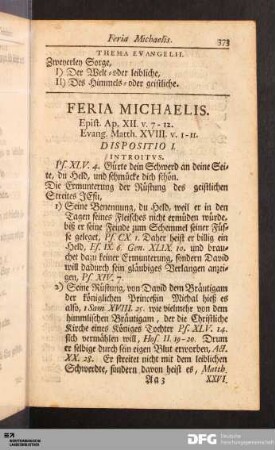 Feria Michaelis.
373
THEMA EVANGELII.
Zweyerley Sorge,
I) Der Welt- oder leibliche,
II) Des Himmels- oder geistliche.
FERIA MICHAELIS.
Epist. Ap. XII. v. 7-12.
Evang. Matth. XVIII. v. 1-11.
DISPOSITIO I.
INTROITVS.
Ps. XLV. 4. Gürte dein Schwerd an deine Sei-
te, du Held, und schmücke dich schön.
Die Ermunterung der Rüstung des geistlichen
Streites JEsu,
1) Seine Benennung, du Held, weil er in den
Tagen seines Fleisches nicht ermüden würde,
biß er seine Feinde zum Schemmel seiner Füs-
se geleget, Ps. CX. 1. Daher heist er billig ein
Held, Es. IX. 6. Gen. XLIX. 10. und brau-
chet dazu keiner Ermunterung, sondern David
will dadurch sein gläubiges Verlangen anzei-
gen, Ps. XIV. 7.
2) Seine Rüstung, von David dem Bräutigam
der königlichen Princeßin Michal hieß es
also, 1 Sam. XVIII. 25. wie vielmehr von dem
himmlischen Bräutigam, der die Christliche
Kirche eines Königes Tochter Ps. XLV. 14.
sich vermählen will, Hos. II. 19-20. Drum
er selbige durch sein eigen Blut erworben, Act.
XX. 28. Er streitet nicht mit dem leiblichen
Schwerdte, sondern davon heist es, Matth.
Aa 3
XXVI.
DFG
Deutsche
Forschungsgemeinschaft